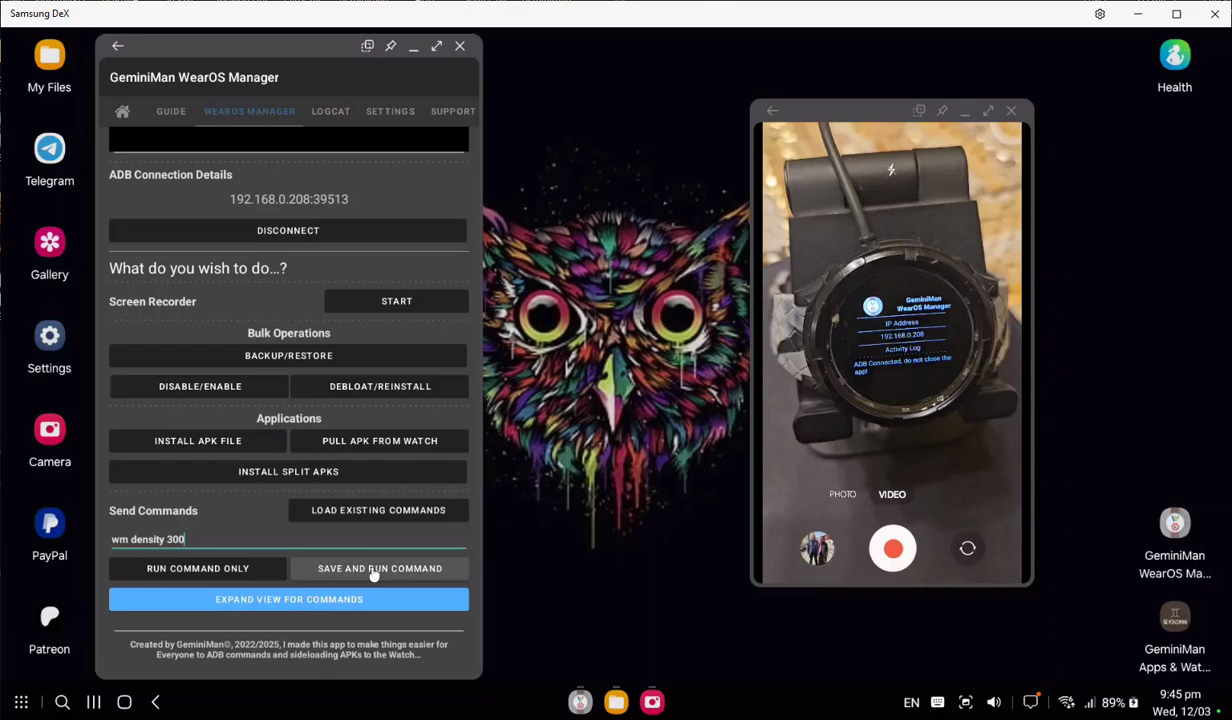 Samsung DeX
My Files
Telegram
Gallery
Settings
Camera
PayPal
Patreon
GeminiMan WearOS Manager
GUIDE WEAROS MANAGER LOGCAT SETTINGS SUPPORT
ADB Connection Details
192.168.0.208:39513
DISCONNECT
What do you wish to do...?
Screen Recorder START
Bulk Operations
BACKUP/RESTORE
DISABLE/ENABLE DEBLOAT/REINSTALL
Applications
INSTALL APK FILE PULL APK FROM WATCH
INSTALL SPLIT APKS
Send Commands LOAD EXISTING COMMANDS
wm density 300
RUN COMMAND ONLY SAVE AND RUN COMMAND
EXPAND VIEW FOR COMMANDS
Created by GeminiMan©, 2022/2025, I made this app to make things easier for
Everyone to ADB commands and sideloading APKs to the Watch...
GeminiMan
WearOS Manager
IP Address
192.168.0.208
Activity Log
ADB Connected, do not close the
app!
PHOTO VIDEO
Health
GeminiMan
WearOS Ma...
GeminiMan
Apps & Wat...
EN 89% 9:45 pm
Wed, 12/03